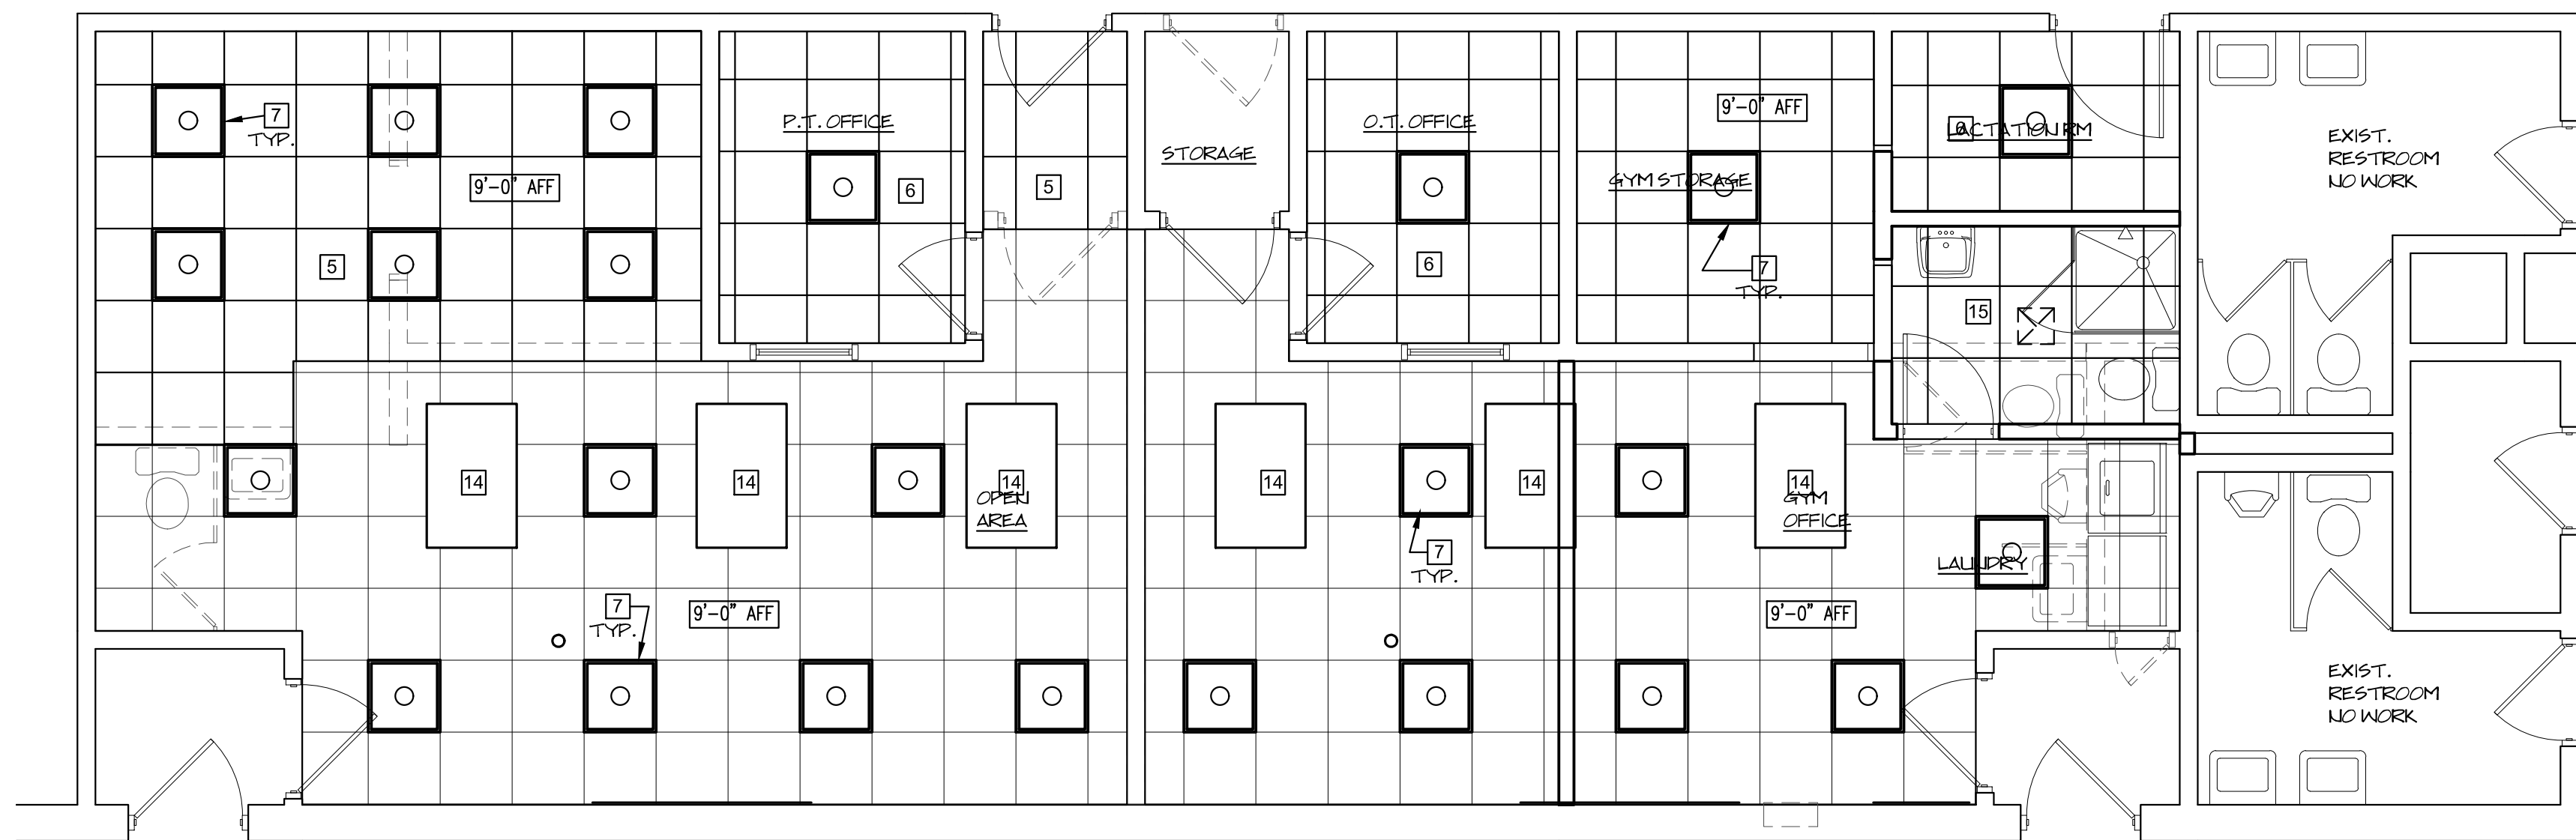 7
TYP.
9'-0" AFF
5
P.T. OFFICE
6
5
STORAGE
O.T. OFFICE
6
9'-0" AFF
GYM STORAGE
7
TYP.
LACTATION RM
15
EXIST.
RESTROOM
NO WORK
14
14
14
OPEN
AREA
14
14
14
GYM
OFFICE
7
TYP.
LAUNDRY
7
TYP.
9'-0" AFF
9'-0" AFF
EXIST.
RESTROOM
NO WORK